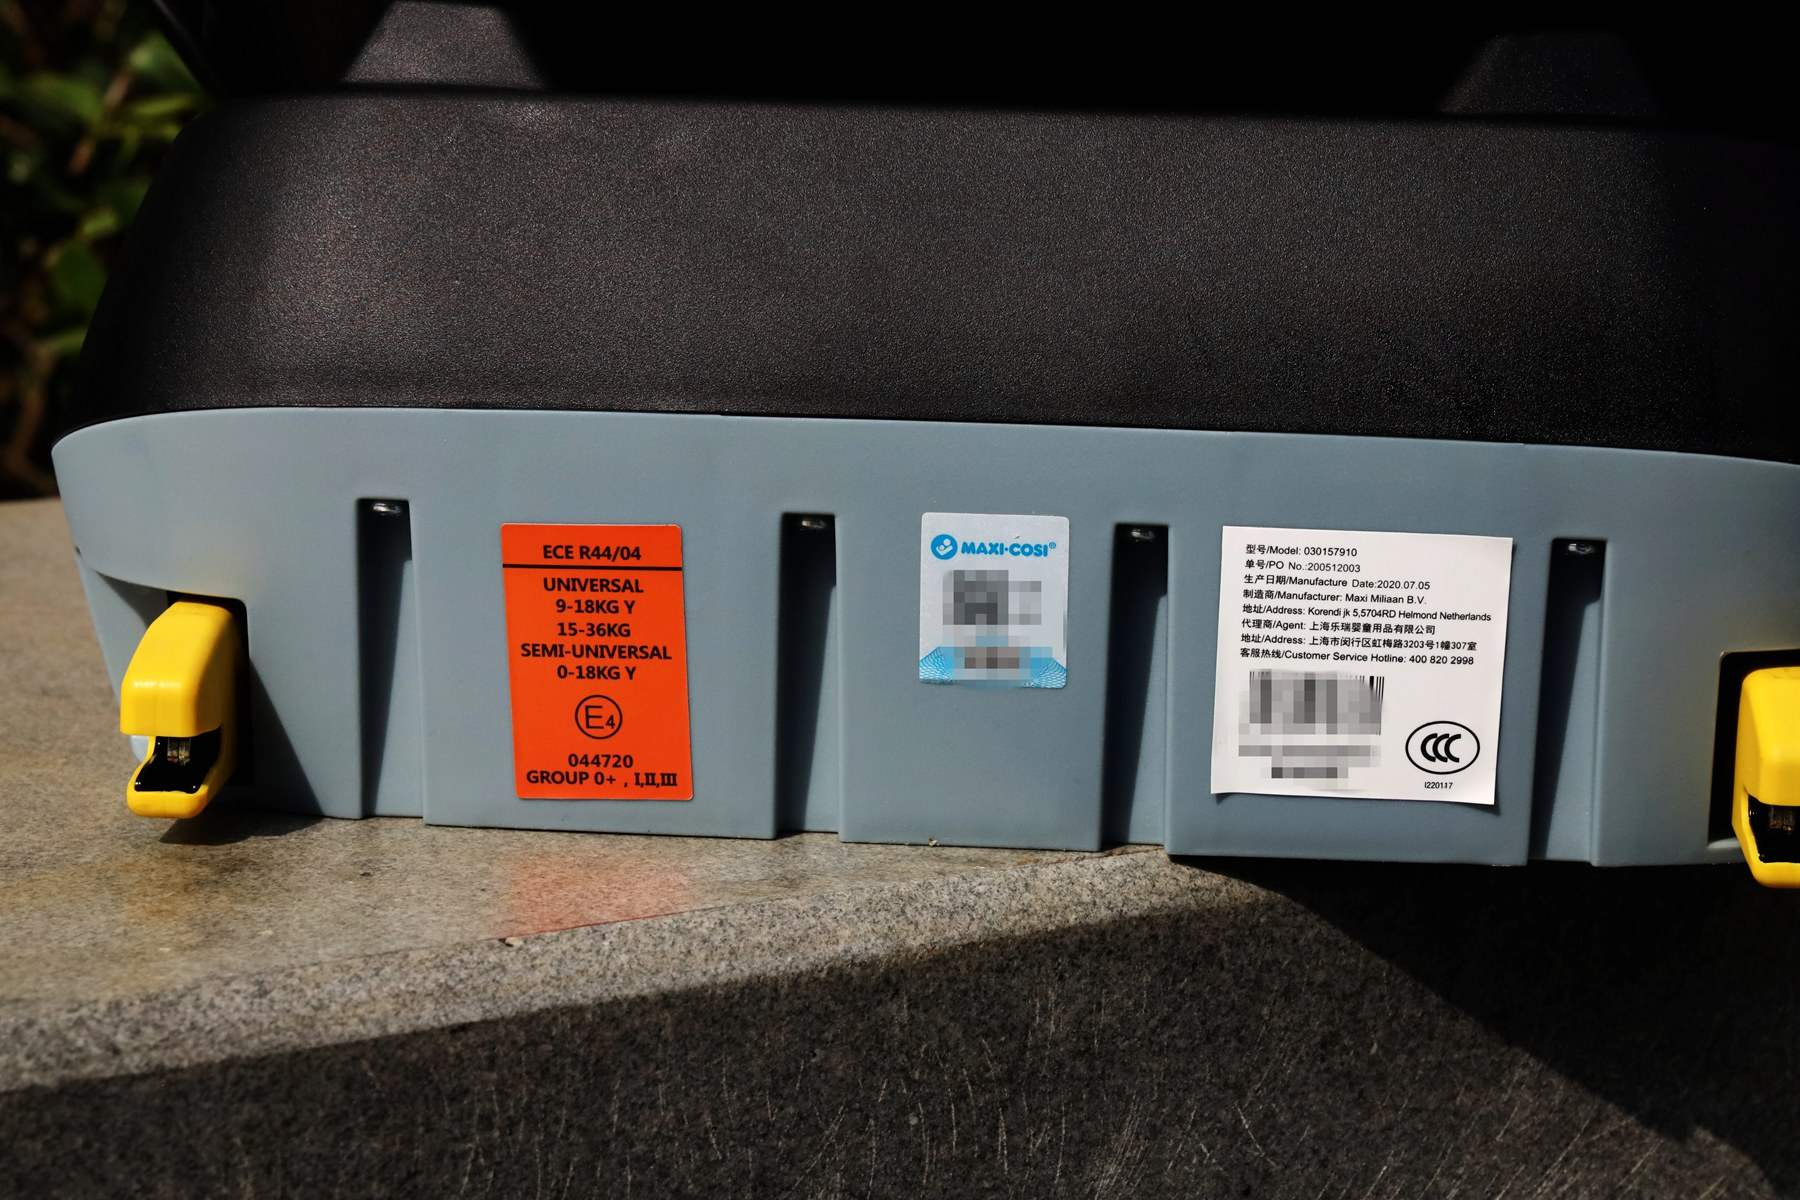 ECE R44/04
UNIVERSAL
9-18KG Y
15-36KG
SEMI-UNIVERSAL
0-18KG Y
E4
044720
GROUP 0+ , I,II,III
MAXI-COSI®
型号/Model: 030157910
单号/PO No.:200512003
生产日期/Manufacture Date:2020.07.05
制造商/Manufacturer: Maxi Miliaan B.V.
地址/Address: Korendi jk 5,5704RD Helmond Netherlands
代理商/Agent: 上海乐瑞婴童用品有限公司
地址/Address: 上海市闵行区虹梅路3203号1幢307室
客服热线/Customer Service Hotline: 400 820 2998
CCC
I220117